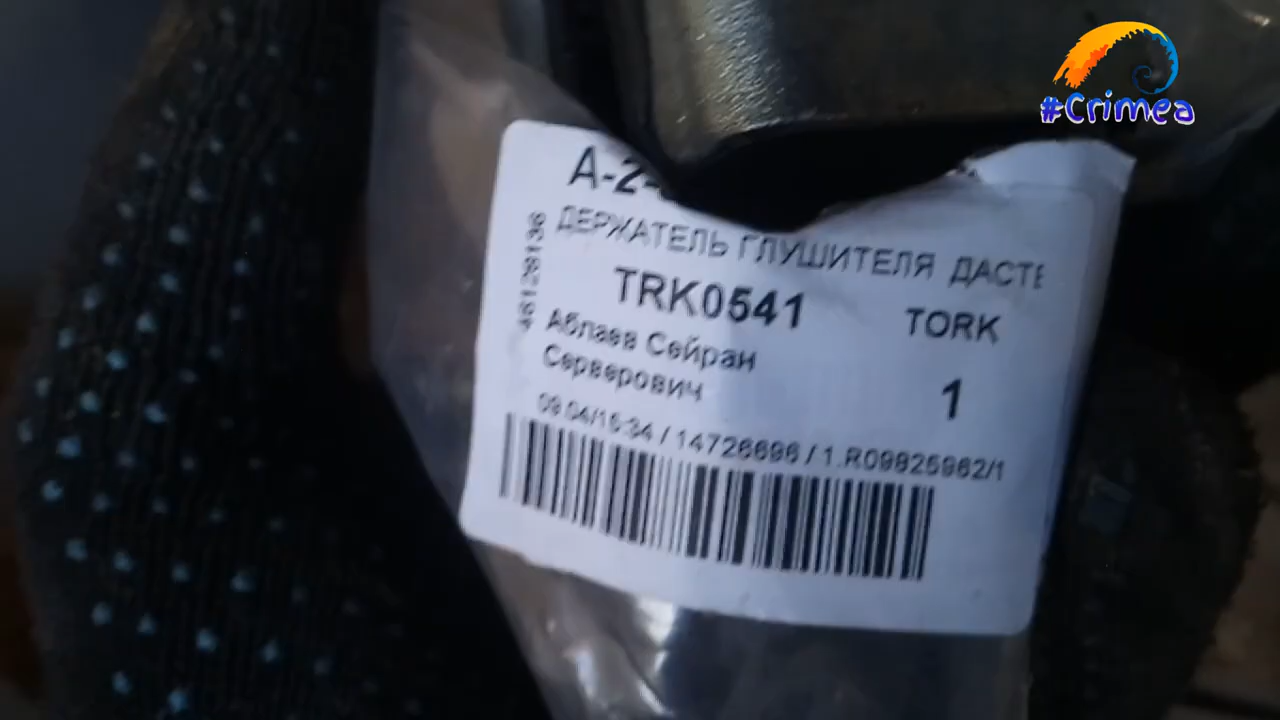 #Crimea
А-2-
ДЕРЖАТЕЛЬ ГЛУШИТЕЛЯ ДАСТЕ
46128136
TRK0541 TORK
Аблаев Сейран
Серверович
1
09.04/15:34 / 14726696 / 1.R09825962/1